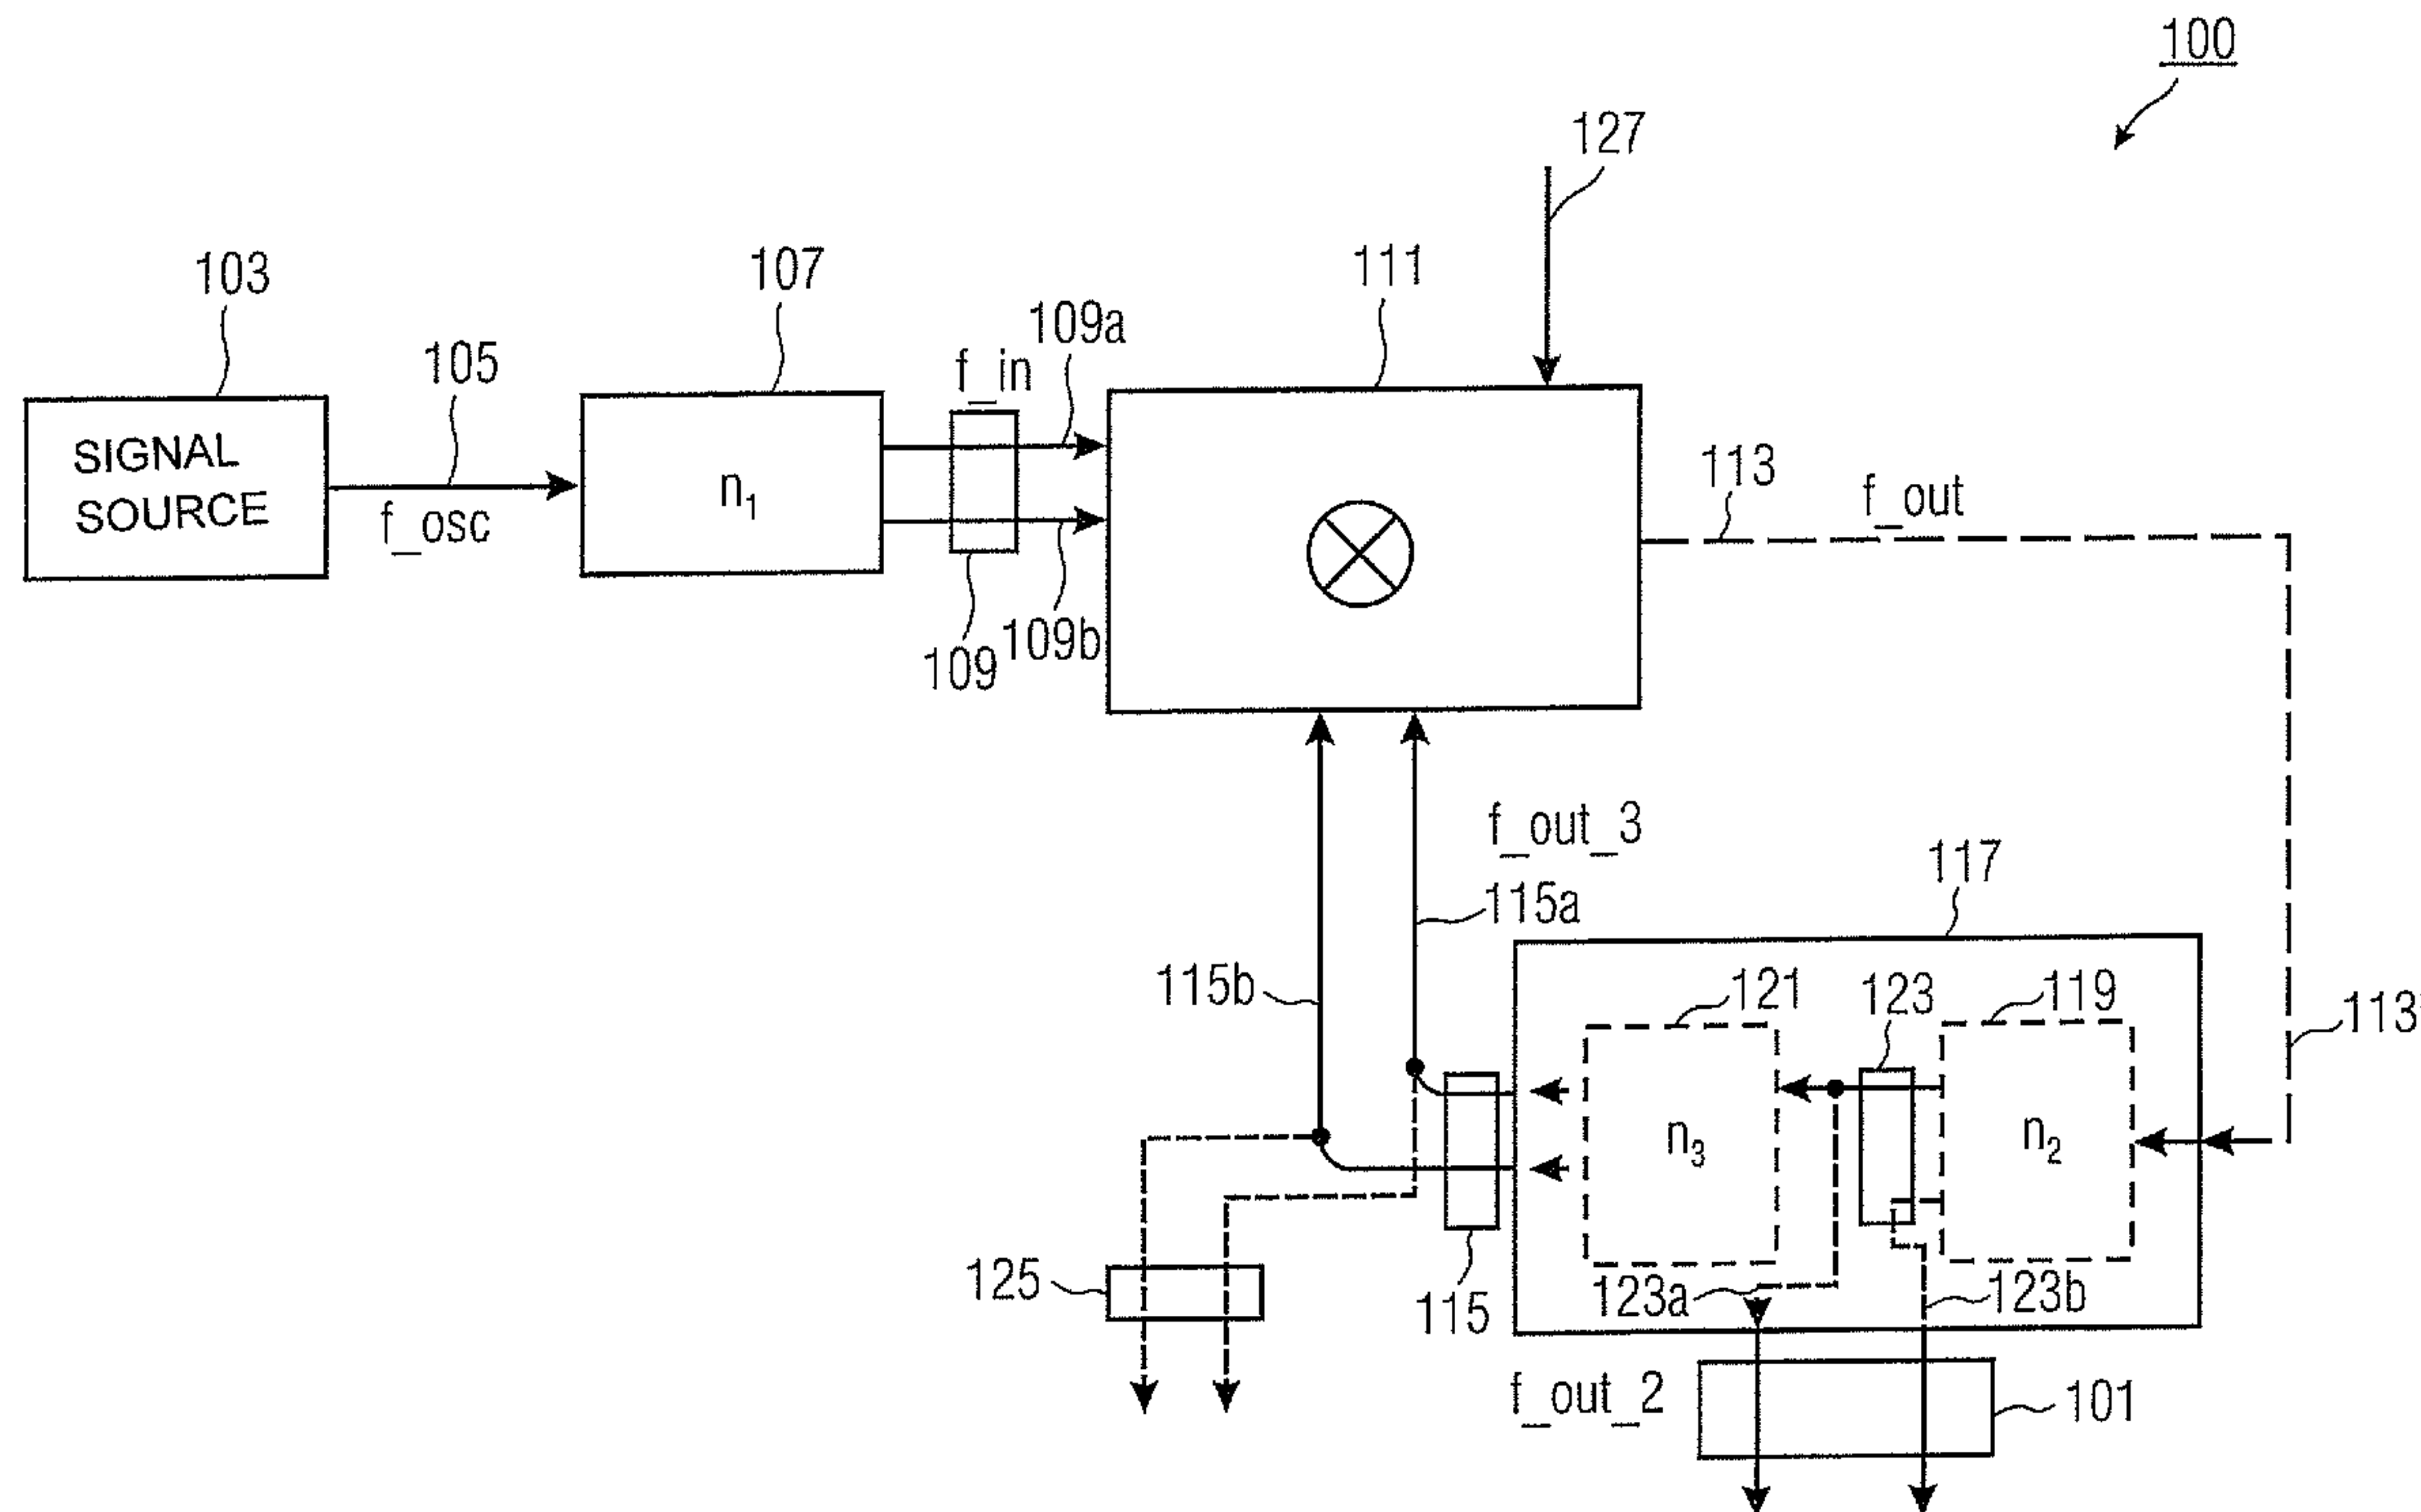 100
127
103
107
111
105
f_in
109a
SIGNAL
SOURCE
f_osc
n1
109
109b
113
f_out
f_out_3
115a
117
115b
121
123
119
113
n3
n2
125
115
123a
123b
f_out_2
101